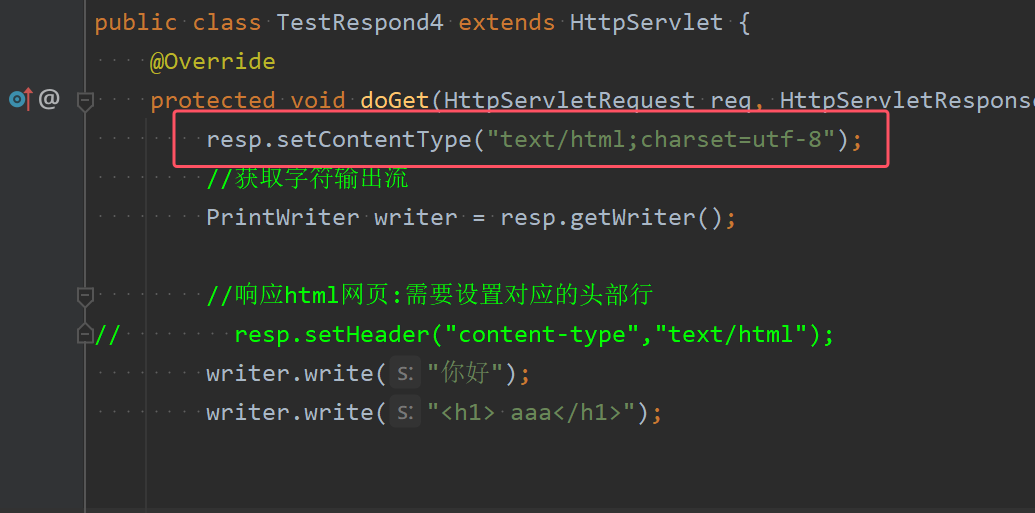 public class TestRespond4 extends HttpServlet {
@Override
@ protected void doGet(HttpServletRequest req, HttpServletResponse
resp.setContentType("text/html;charset=utf-8");
//获取字符输出流
PrintWriter writer = resp.getWriter();
//响应html网页:需要设置对应的头部行
// resp.setHeader("content-type","text/html");
writer.write( s: "你好");
writer.write( s: "<h1> aaa</h1>");